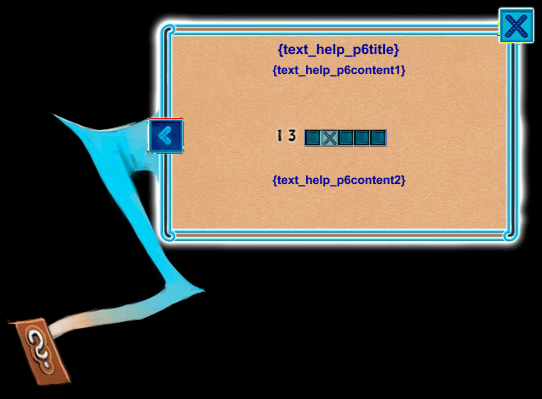 {text_help_p6title}
{text_help_p6content1}
1 3
{text_help_p6content2}